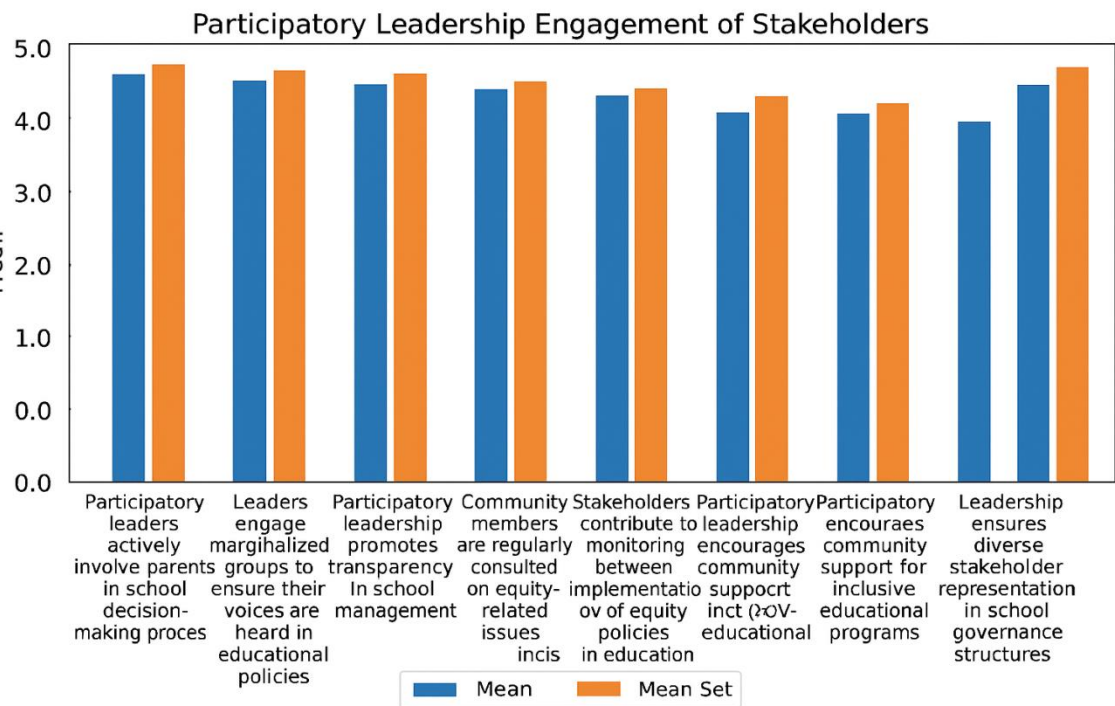 Participatory Leadership Engagement of Stakeholders
5.0
4.0
3.0
2.0
1.0
0.0
0.0
Participatory
leaders
actively
involve parents
in school
decision-
making proces
Leaders
engage
margihalized
groups to
ensure their
voices are
heard in
educational
policies
Participatory
leadership
promotes
transparency
In school
management
Community
members
are regularly
consulted
on equity-
related
issues
incis
Stakeholders
contribute to
monitoring
between
implementatio
ov of equity
policies
in education
Participatory
leadership
encourages
community
suppocrt
inct
educational
Participatory
encouraes
community
support for
inclusive
educational
programs
Leadership
ensures
diverse
stakeholder
representation
in school
governance
structures
Mean
Mean Set